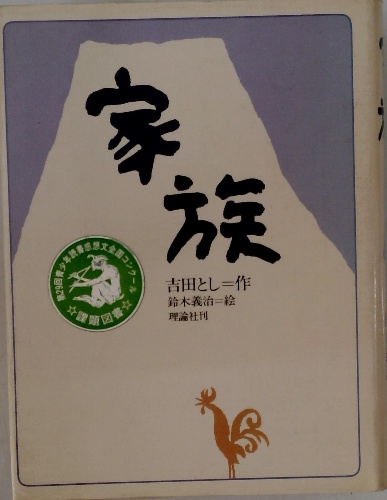 家族
吉田とし=作
鈴木義治=絵
理論社刊
第29回青少年読書感想文全国コンクール
☆課題図書☆